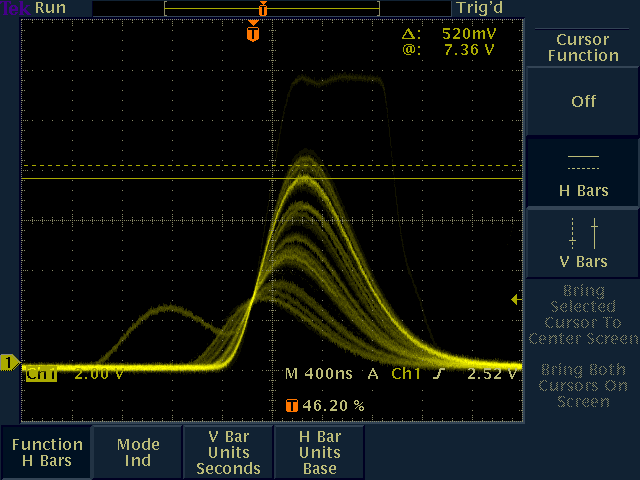 Tek Run Trig'd
T
T
Δ: 520mV
@: 7.36 V
Cursor
Function
Off
H Bars
V Bars
Bring
Selected
Cursor To
Center Screen
Bring Both
Cursors On
Screen
1
Ch1 2.00 V M 400ns A Ch1 2.52 V
T 46.20 %
Function
H Bars
Mode
Ind
V Bar
Units
Seconds
H Bar
Units
Base